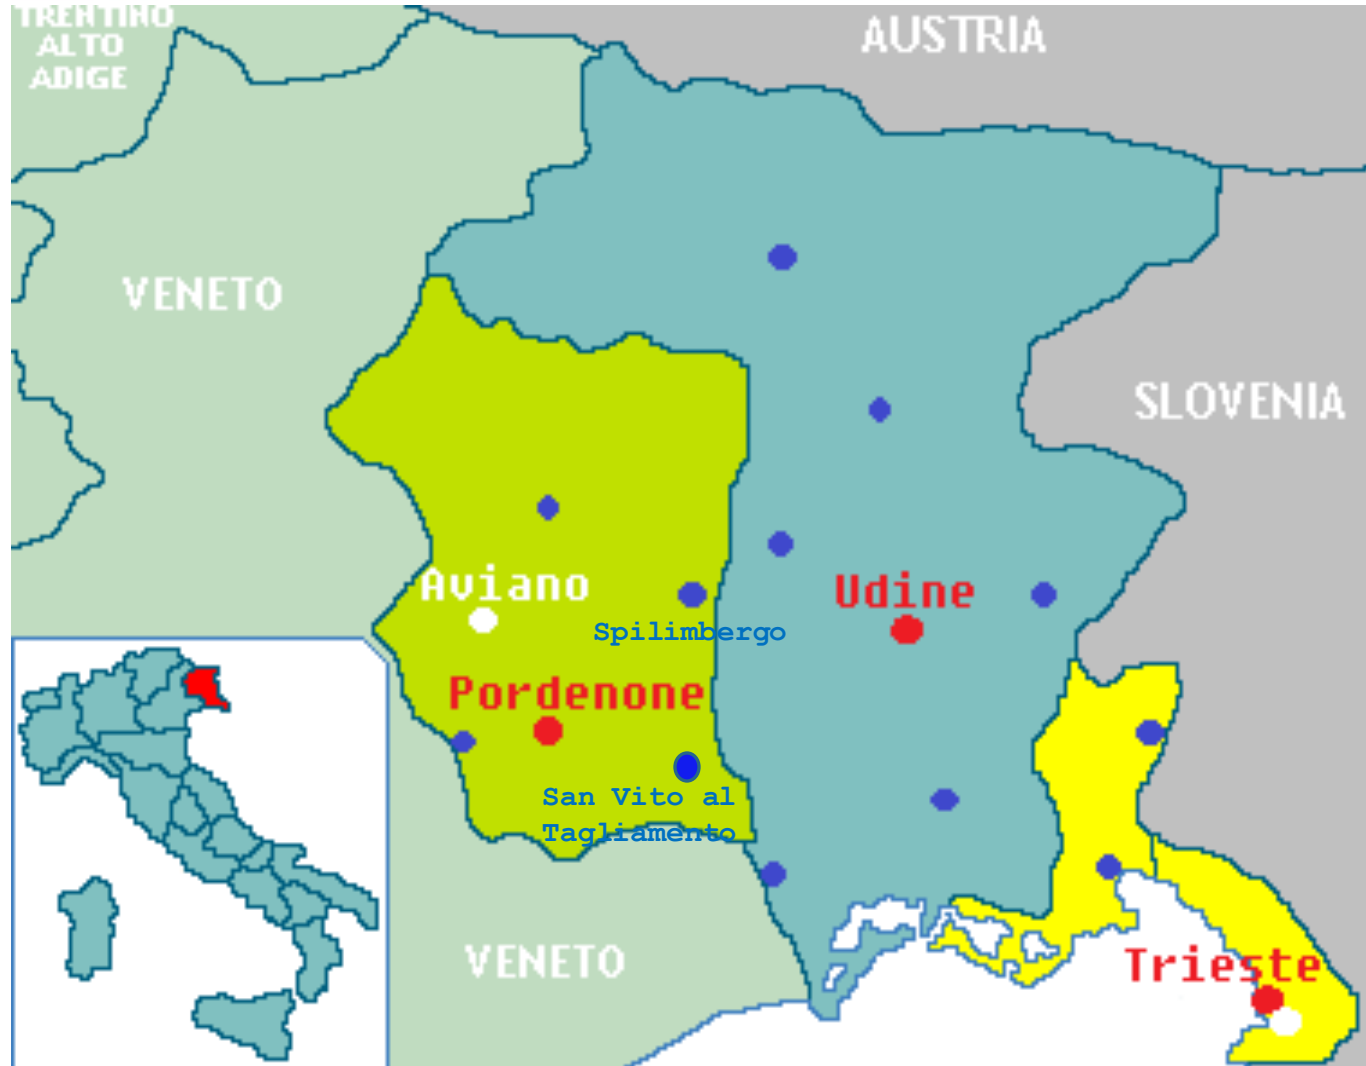 TRENTINO
ALTO
ADIGE
AUSTRIA
VENETO
SLOVENIA
Aviano
Udine
Spilimbergo
Pordenone
San Vito al
Tagliamento
VENETO
Trieste